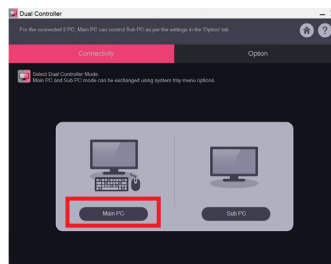 Dual Controller
For the connected 2 PC, Main PC can control Sub PC as per the settings in the 'Option' tab
Connectivity
Option
Select Dual Controller Mode.
Main PC and Sub PC mode can be exchanged using system tray menu options.
Main PC
Sub PC